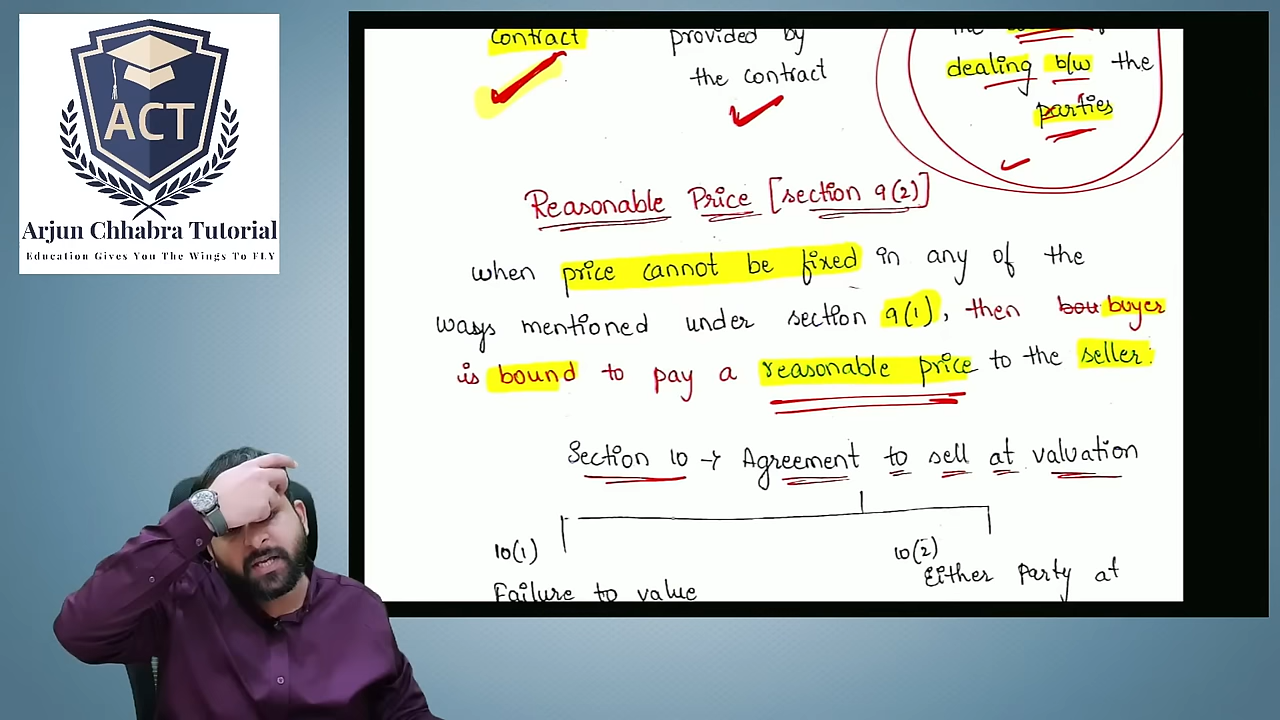 ACT
Arjun Chhabra Tutorial
Education Gives You The Wings To FLY
contract
provided by
the contract
dealing b/w the
parties
Reasonable Price [section 9(2)]
when price cannot be fixed in any of the
ways mentioned under section 9(1), then bou buyer
is bound to pay a reasonable price to the seller.
Section 10 → Agreement to sell at valuation
10(1)
Failure to value
10(2)
Either party at